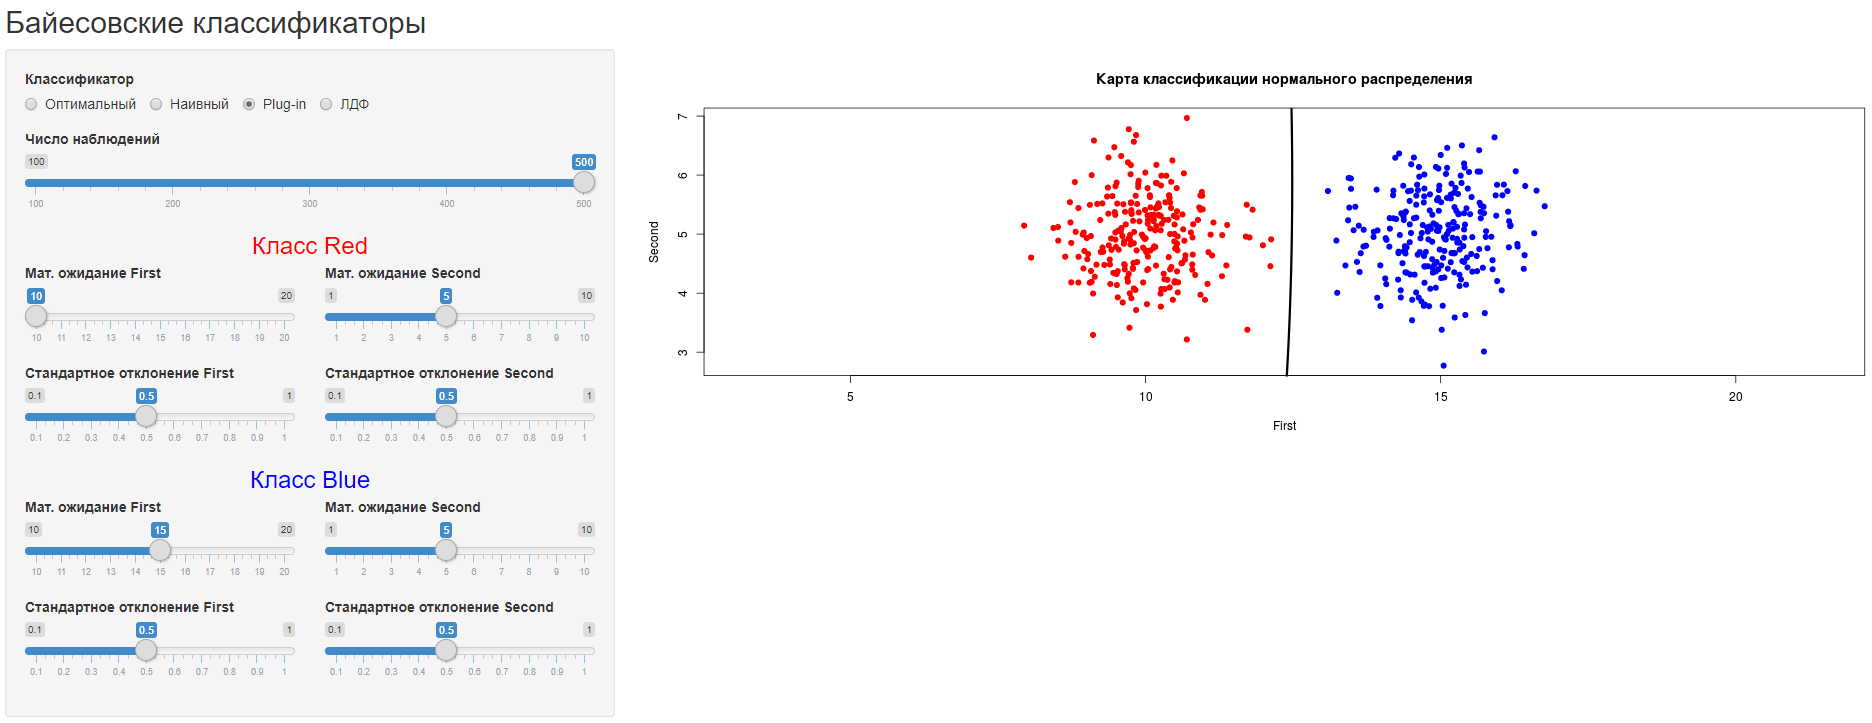 Байесовские классификаторы
Классификатор
Оптимальный Наивный Plug-in ЛДФ
Число наблюдений
100 500
100 200 300 400 500
Класс Red
Мат. ожидание First Мат. ожидание Second
10 20 1 5 10
10 11 12 13 14 15 16 17 18 19 20 1 2 3 4 5 6 7 8 9 10
Стандартное отклонение First Стандартное отклонение Second
0.1 0.5 1 0.1 0.5 1
0.1 0.2 0.3 0.4 0.5 0.6 0.7 0.8 0.9 1 0.1 0.2 0.3 0.4 0.5 0.6 0.7 0.8 0.9 1
Класс Blue
Мат. ожидание First Мат. ожидание Second
10 15 20 1 5 10
10 11 12 13 14 15 16 17 18 19 20 1 2 3 4 5 6 7 8 9 10
Стандартное отклонение First Стандартное отклонение Second
0.1 0.5 1 0.1 0.5 1
0.1 0.2 0.3 0.4 0.5 0.6 0.7 0.8 0.9 1 0.1 0.2 0.3 0.4 0.5 0.6 0.7 0.8 0.9 1
Карта классификации нормального распределения
7
6
5
4
3
Second
5 10 15 20
First